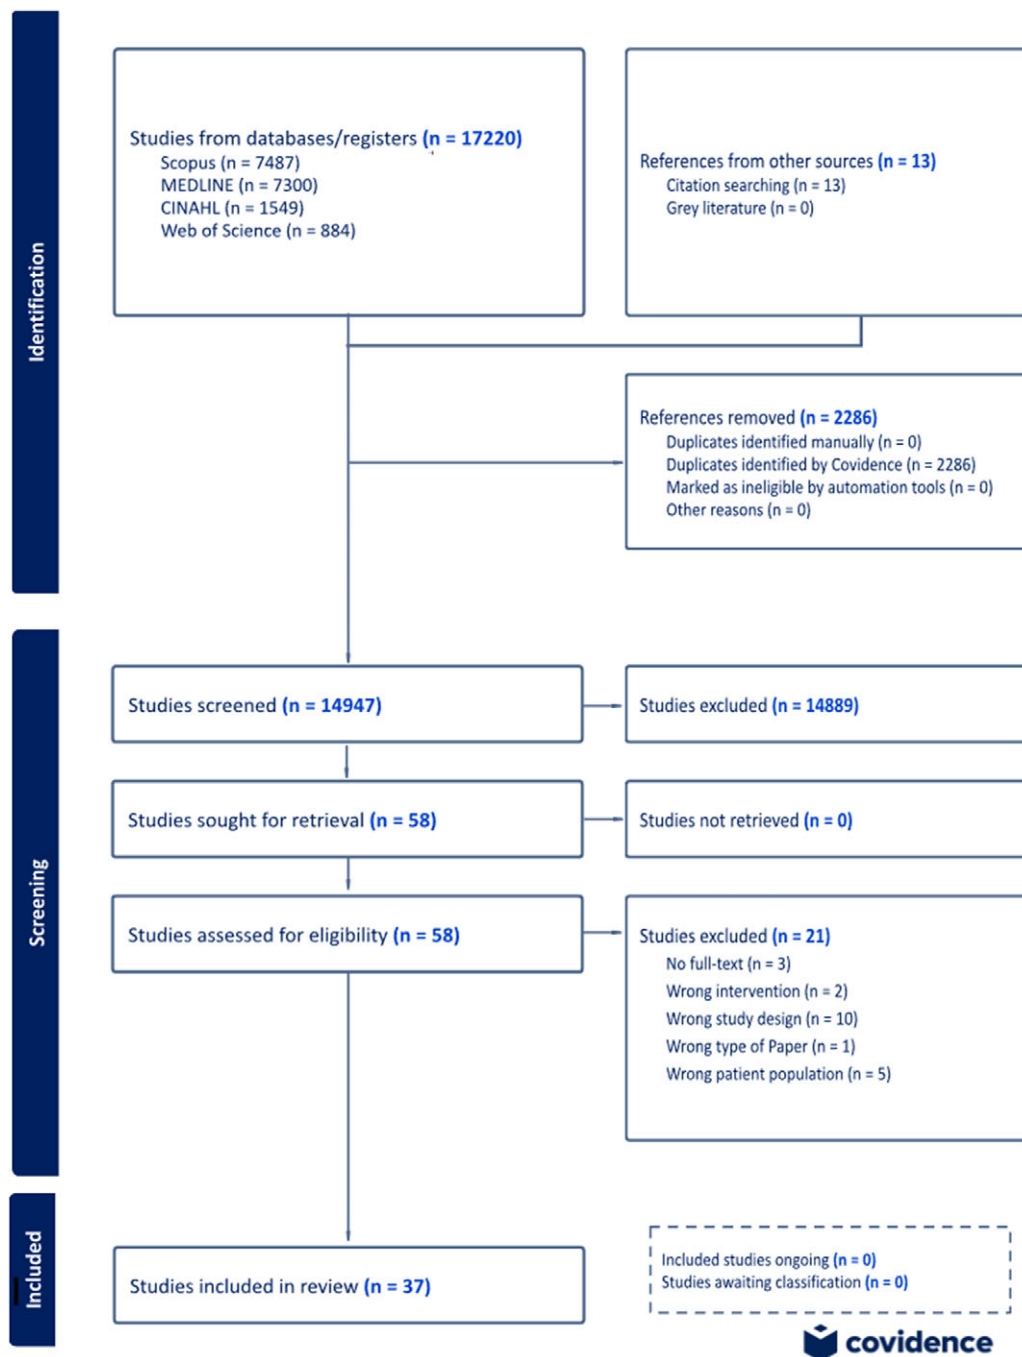 Identification
Studies from databases/registers (n = 17220)
Scopus (n = 7487)
MEDLINE (n = 7300)
CINAHL (n = 1549)
Web of Science (n = 884)
References from other sources (n = 13)
Citation searching (n = 13)
Grey literature (n = 0)
References removed (n = 2286)
Duplicates identified manually (n = 0)
Duplicates identified by Covidence (n = 2286)
Marked as ineligible by automation tools (n = 0)
Other reasons (n = 0)
Screening
Studies screened (n = 14947)
Studies excluded (n = 14889)
Studies sought for retrieval (n = 58)
Studies not retrieved (n = 0)
Studies assessed for eligibility (n = 58)
Studies excluded (n = 21)
No full-text (n = 3)
Wrong intervention (n = 2)
Wrong study design (n = 10)
Wrong type of Paper (n = 1)
Wrong patient population (n = 5)
Included
Studies included in review (n = 37)
Included studies ongoing (n = 0)
Studies awaiting classification (n = 0)
covidence